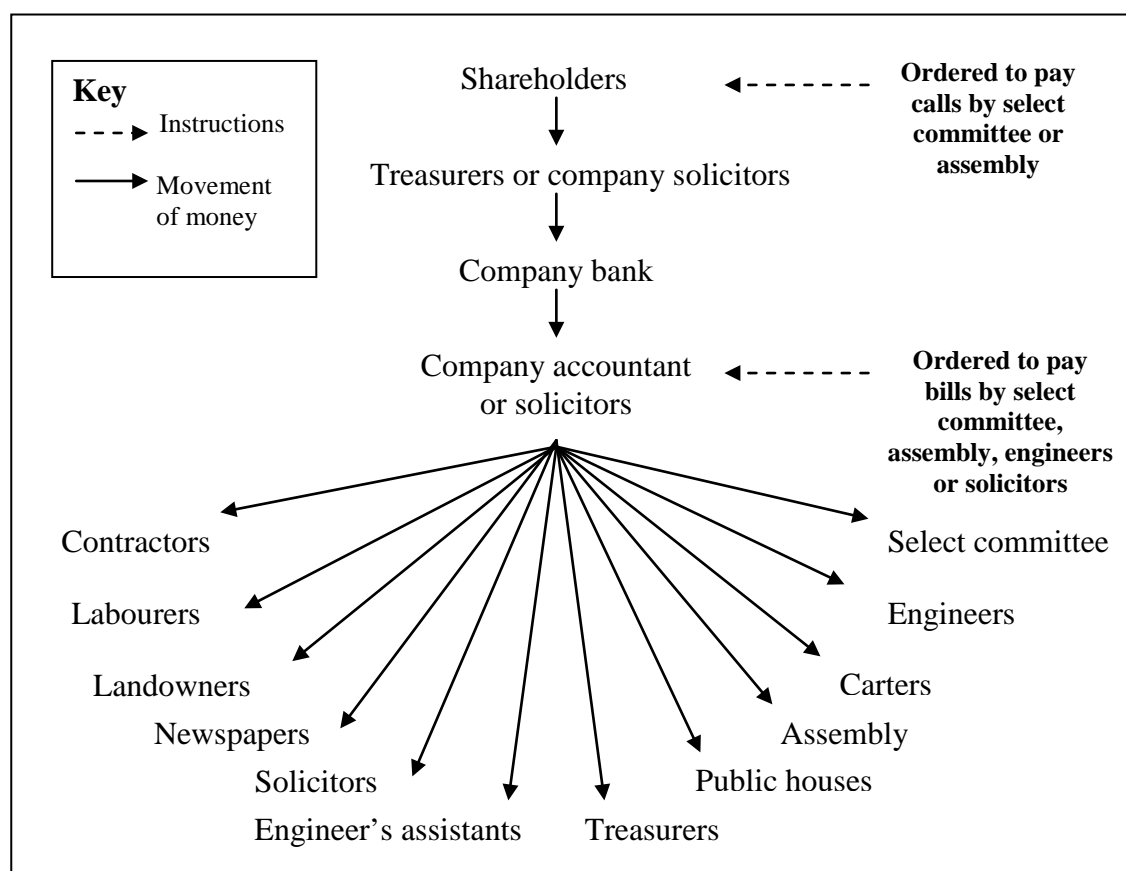 Key
Instructions
Movement
of money
Shareholders
Ordered to pay
calls by select
committee or
assembly
Treasurers or company solicitors
Company bank
Company accountant
or solicitors
Ordered to pay
bills by select
committee,
assembly, engineers
or solicitors
Contractors
Labourers
Landowners
Newspapers
Solicitors
Engineer’s assistants
Treasurers
Public houses
Assembly
Carters
Engineers
Select committee